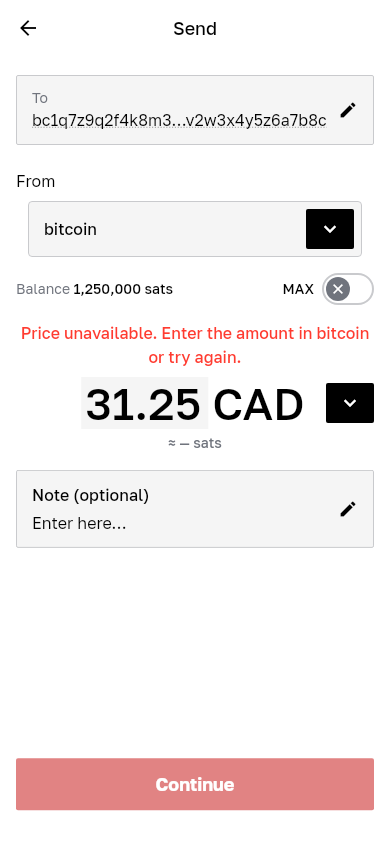 Send
To
bc1q7z9q2f4k8m3...v2w3x4y5z6a7b8c
From
bitcoin
Balance 1,250,000 sats MAX
Price unavailable. Enter the amount in bitcoin
or try again.
31.25 CAD
≈ — sats
Note (optional)
Enter here...
Continue